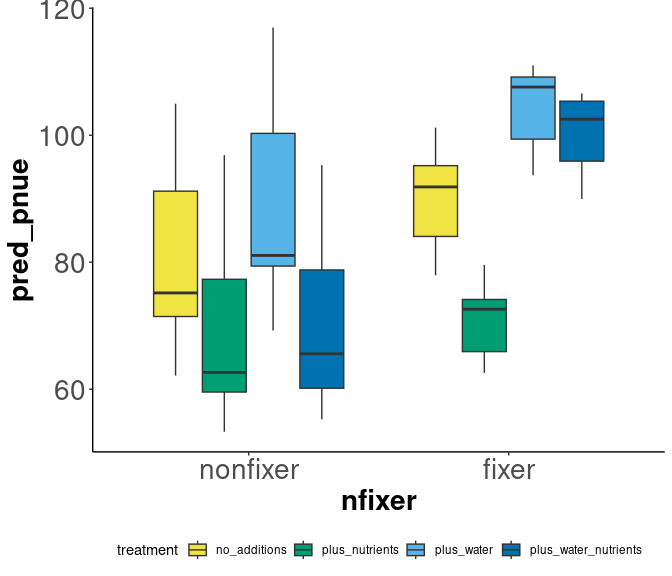 120
100
80
60
pred_pnue
nonfixer fixer
nfixer
treatment no_additions plus_nutrients plus_water plus_water_nutrients